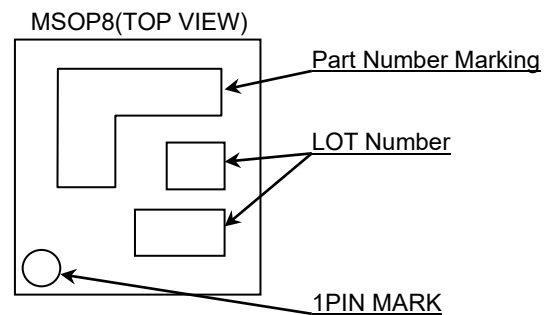 MSOP8(TOP VIEW)
Part Number Marking
LOT Number
1PIN MARK